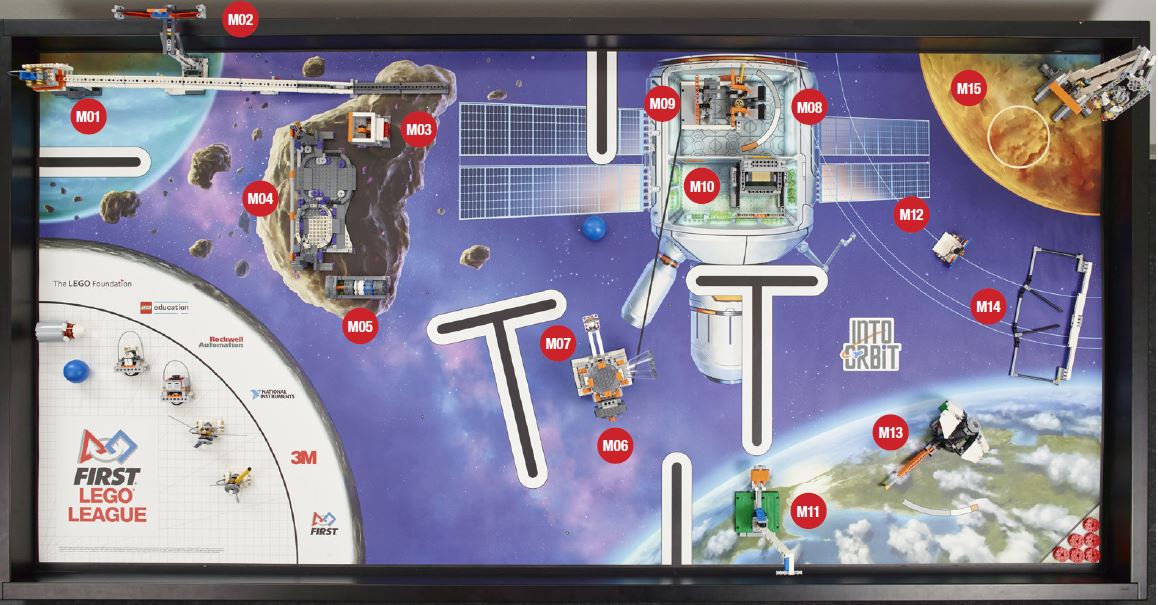 M02
M01
M03
M09
M08
M15
M04
M10
M12
The LEGO Foundation
LEGO education
Rockwell
Automation
M05
M07
M14
INTO
ORBIT
NATIONAL
INSTRUMENTS
M06
M13
3M
FIRST
LEGO
LEAGUE
FIRST
M11